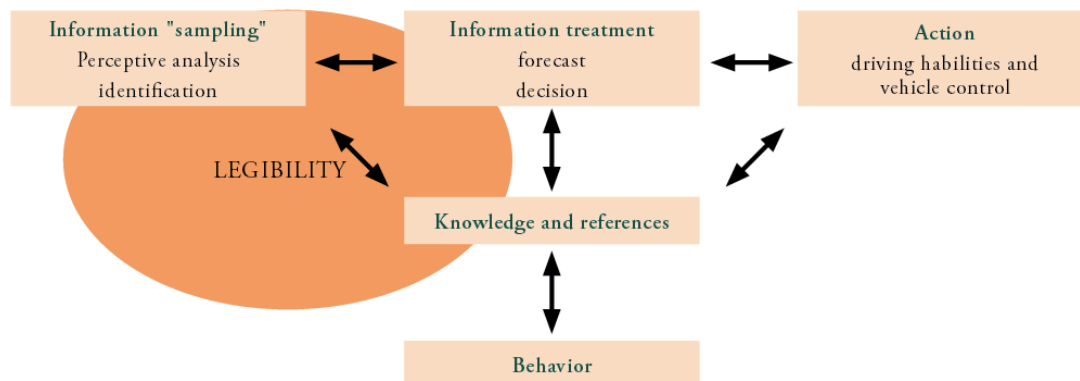 Information "sampling"
Perceptive analysis
identification
Information treatment
forecast
decision
Action
driving habilities and
vehicle control
LEGIBILITY
Knowledge and references
Behavior